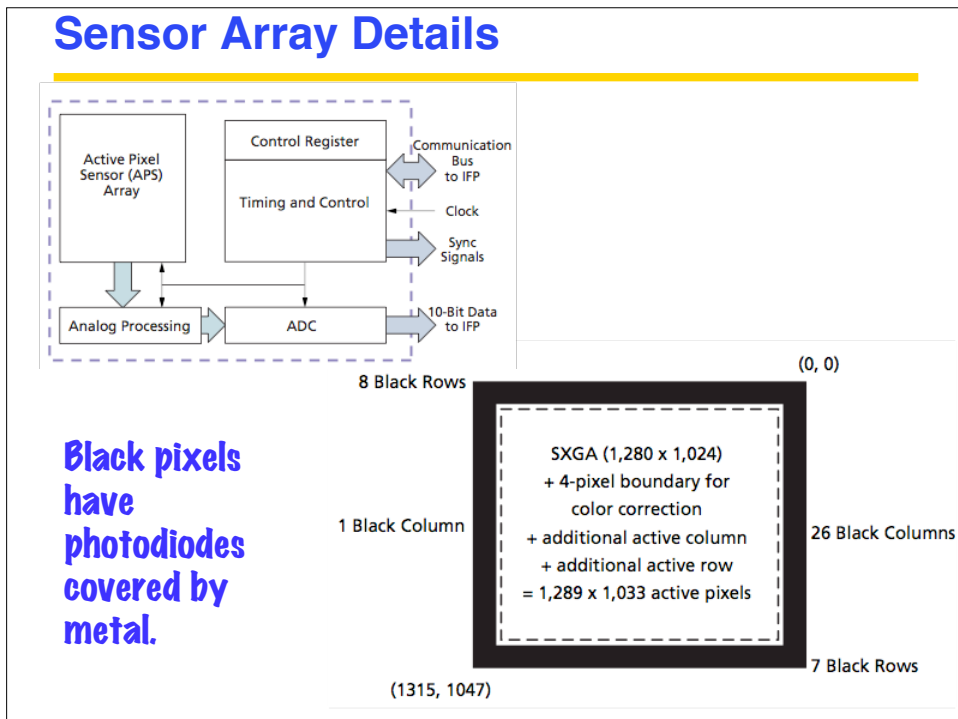 Sensor Array Details
Active Pixel
Sensor (APS)
Array
Control Register
Timing and Control
Communication
Bus
to IFP
Clock
Sync
Signals
Analog Processing
ADC
10-Bit Data
to IFP
(0, 0)
8 Black Rows
Black pixels
have
photodiodes
covered by
metal.
1 Black Column
SXGA (1,280 x 1,024)
+ 4-pixel boundary for
color correction
+ additional active column
+ additional active row
= 1,289 x 1,033 active pixels
26 Black Columns
7 Black Rows
(1315, 1047)